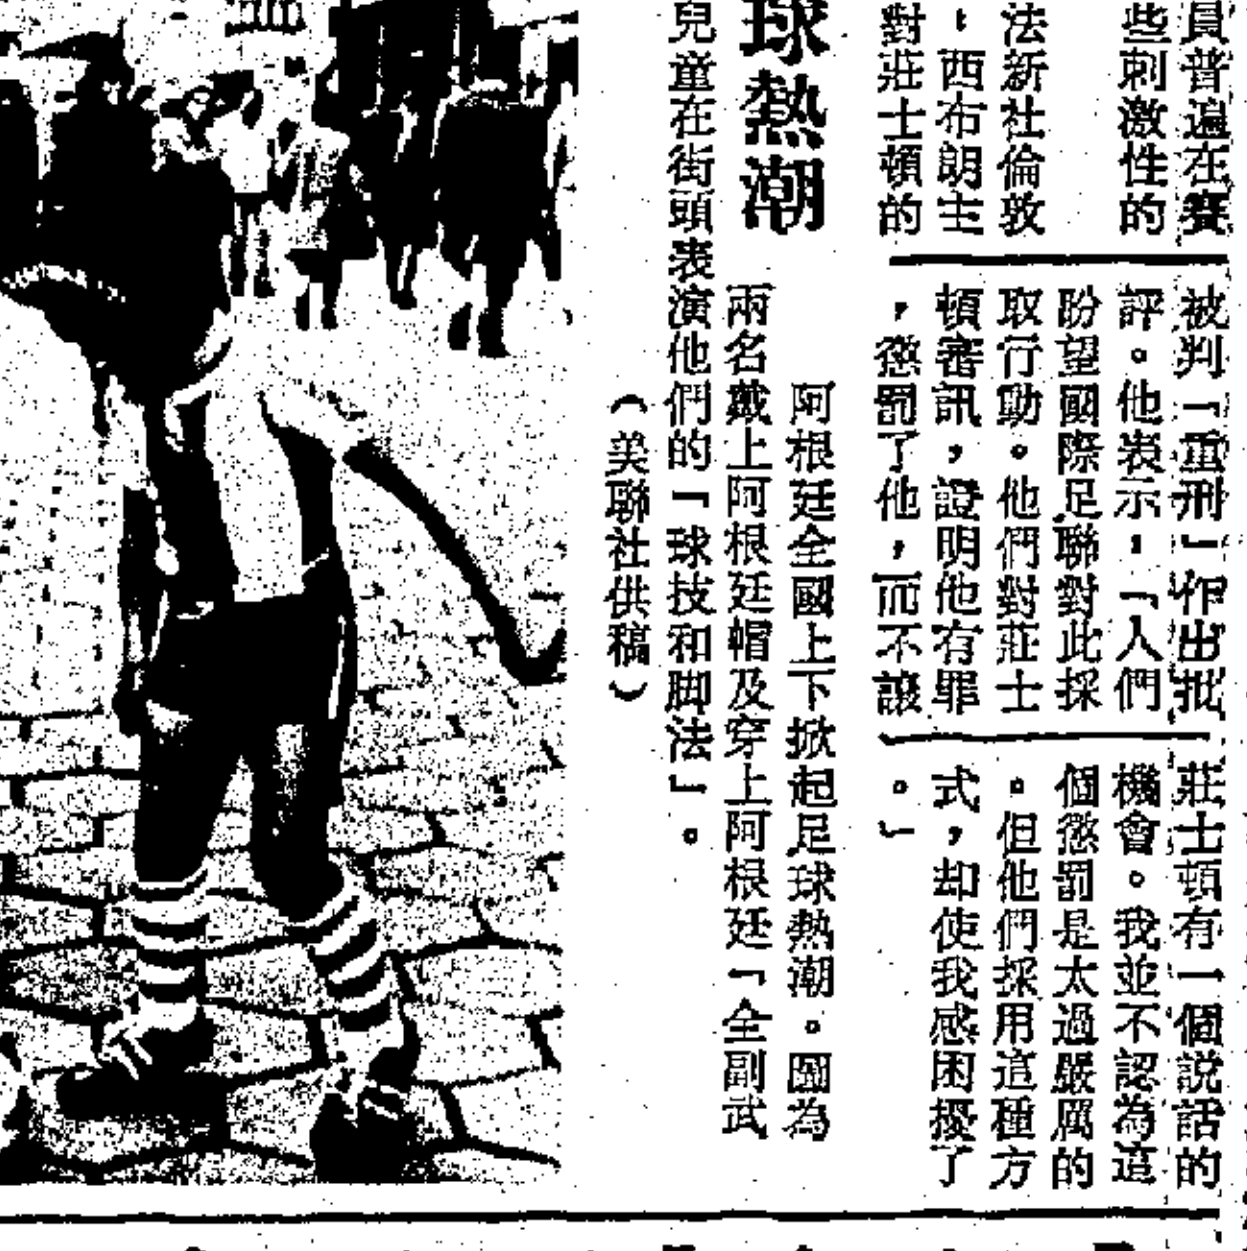 員普遍在賽
些刺激性的
法新社倫敦
：西布朗主
對莊士頓的
被判「重刑」作出批
評。他表示，「人們
盼望國際足聯對此採
取行動。他們對莊士
頓審訊，證明他有罪
，懲罰了他，而不讓
莊士頓有一個説話的
機會。我並不認為這
個懲罰是太過嚴厲的
。但他們採用這種方
式，却使我感困擾了
。」
球熱潮
阿根廷全國上下掀起足球熱潮。圖為
兩名戴上阿根廷帽及穿上阿根廷「全副武
兒童在街頭表演他們的「球技和脚法」。
（美聯社供稿）